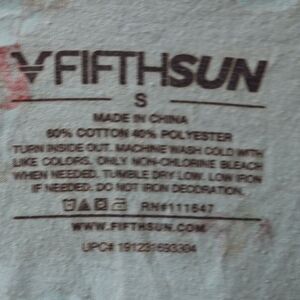 FIFTHSUN
S
MADE IN CHINA
60% COTTON 40% POLYESTER
TURN INSIDE OUT. MACHINE WASH COLD WITH
LIKE COLORS. ONLY NON-CHLORINE BLEACH
WHEN NEEDED. TUMBLE DRY LOW. LOW IRON
IF NEEDED. DO NOT IRON DECORATION.
RN#111647
WWW.FIFTHSUN.COM
UPC# 191231693304